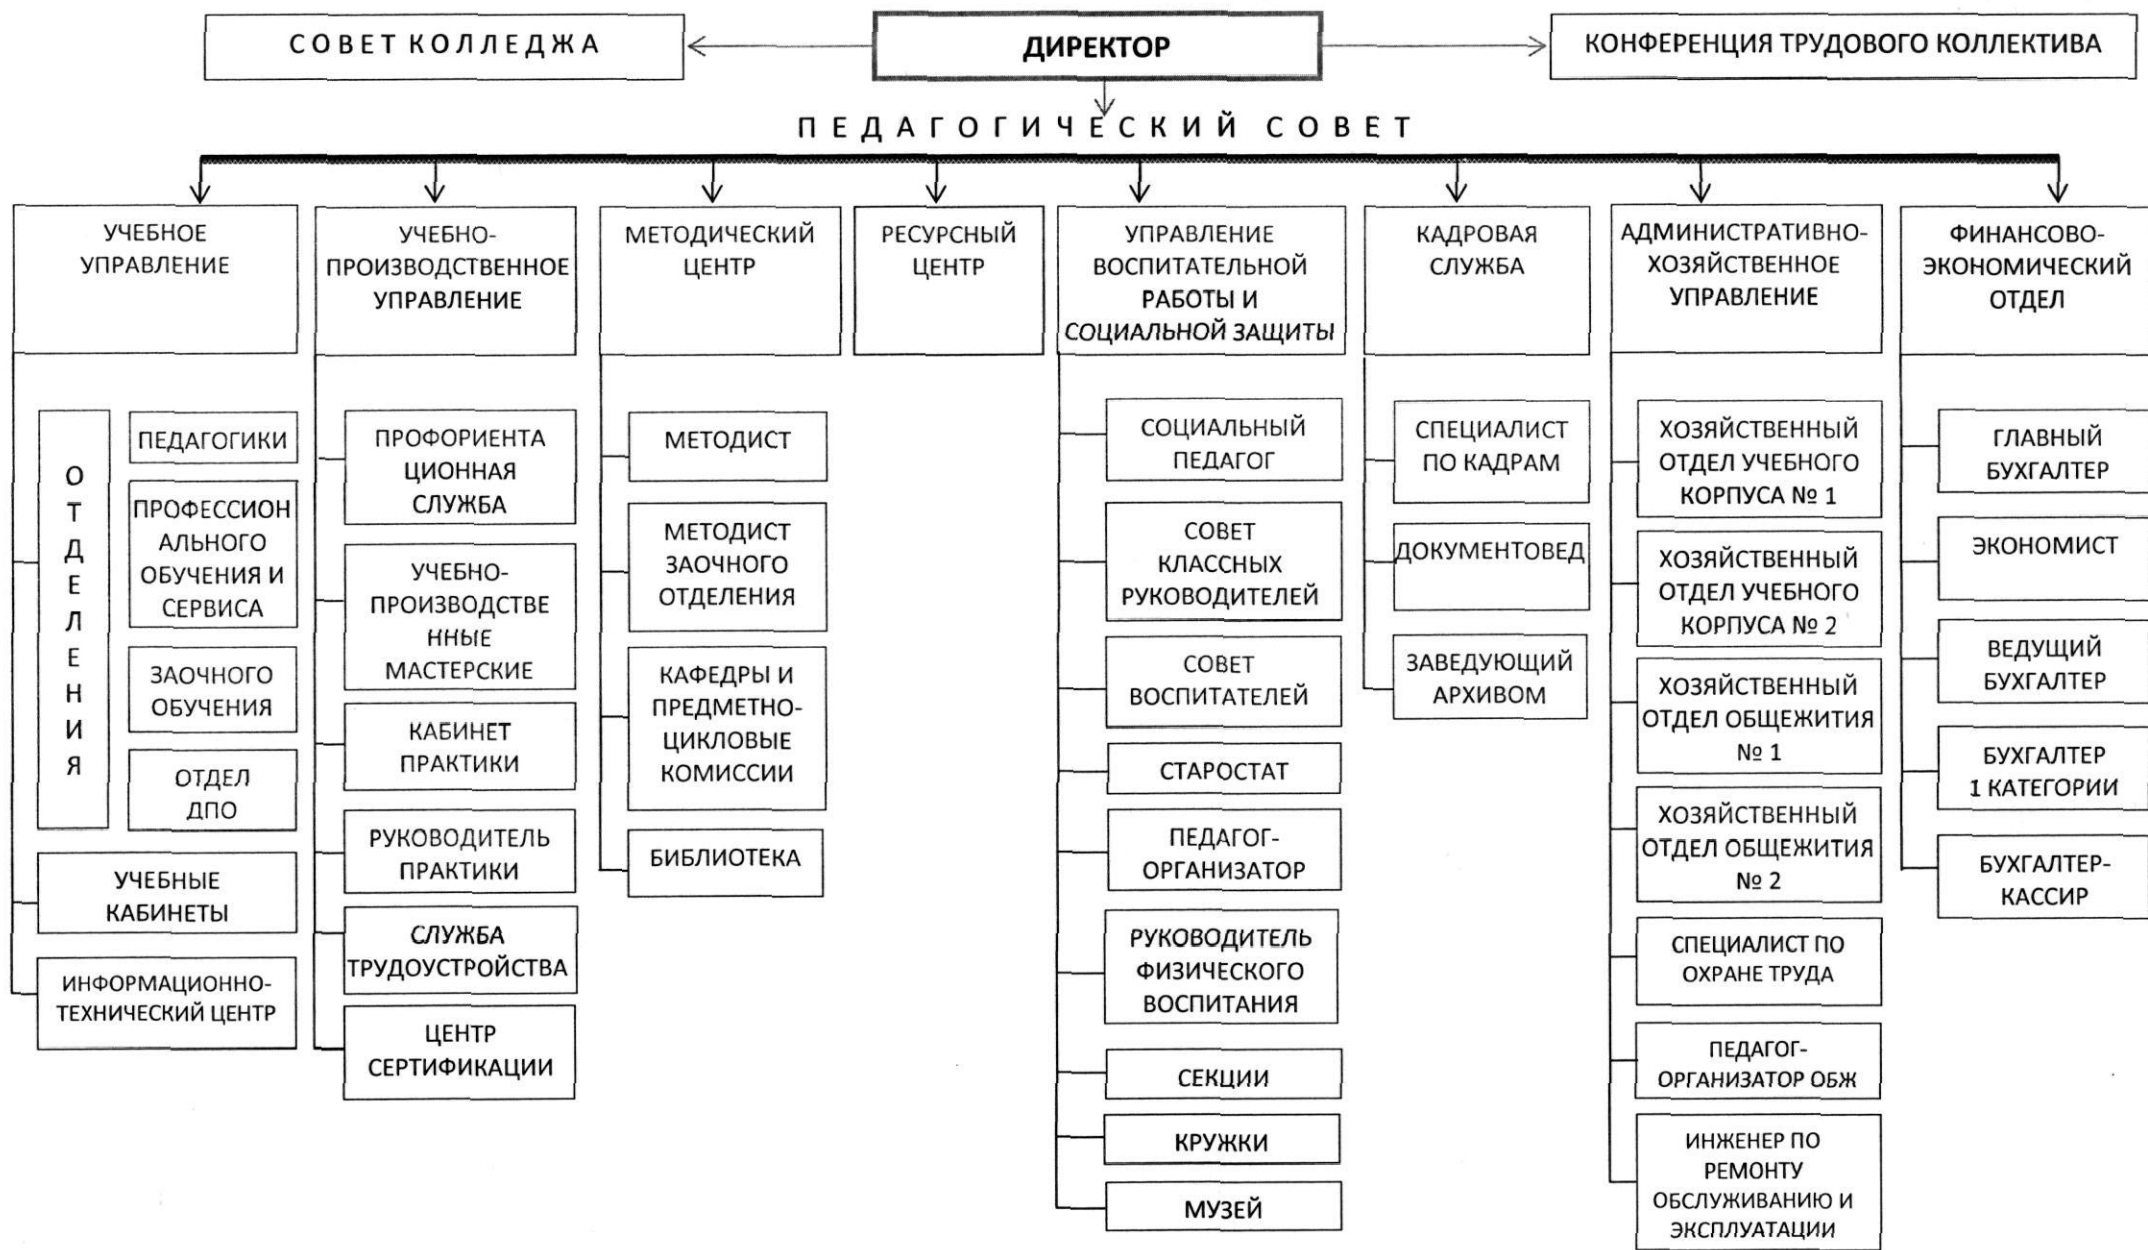 СОВЕТ КОЛЛЕДЖА
ДИРЕКТОР
КОНФЕРЕНЦИЯ ТРУДОВОГО КОЛЛЕКТИВА
ПЕДАГОГИЧЕСКИЙ СОВЕТ
УЧЕБНОЕ
УПРАВЛЕНИЕ
ОТДЕЛЕНИЯ
ПЕДАГОГИКИ
ПРОФЕССИОН
АЛЬНОГО
ОБУЧЕНИЯ И
СЕРВИСА
ЗАОЧНОГО
ОБУЧЕНИЯ
ОТДЕЛ
ДПО
УЧЕБНЫЕ
КАБИНЕТЫ
ИНФОРМАЦИОННО-
ТЕХНИЧЕСКИЙ ЦЕНТР
УЧЕБНО-
ПРОИЗВОДСТВЕННОЕ
УПРАВЛЕНИЕ
ПРОФОРИЕНТА
ЦИОННАЯ
СЛУЖБА
УЧЕБНО-
ПРОИЗВОДСТВЕ
ННЫЕ
МАСТЕРСКИЕ
КАБИНЕТ
ПРАКТИКИ
РУКОВОДИТЕЛЬ
ПРАКТИКИ
СЛУЖБА
ТРУДОУСТРОЙСТВА
ЦЕНТР
СЕРТИФИКАЦИИ
МЕТОДИЧЕСКИЙ
ЦЕНТР
МЕТОДИСТ
МЕТОДИСТ
ЗАОЧНОГО
ОТДЕЛЕНИЯ
КАФЕДРЫ И
ПРЕДМЕТНО-
ЦИКЛОВЫЕ
КОМИССИИ
БИБЛИОТЕКА
РЕСУРСНЫЙ
ЦЕНТР
УПРАВЛЕНИЕ
ВОСПИТАТЕЛЬНОЙ
РАБОТЫ И
СОЦИАЛЬНОЙ ЗАЩИТЫ
СОЦИАЛЬНЫЙ
ПЕДАГОГ
СОВЕТ
КЛАССНЫХ
РУКОВОДИТЕЛЕЙ
СОВЕТ
ВОСПИТАТЕЛЕЙ
СТАРОСТАТ
ПЕДАГОГ-
ОРГАНИЗАТОР
РУКОВОДИТЕЛЬ
ФИЗИЧЕСКОГО
ВОСПИТАНИЯ
СЕКЦИИ
КРУЖКИ
МУЗЕЙ
КАДРОВАЯ
СЛУЖБА
СПЕЦИАЛИСТ
ПО КАДРАМ
ДОКУМЕНТОВЕД
ЗАВЕДУЮЩИЙ
АРХИВОМ
АДМИНИСТРАТИВНО-
ХОЗЯЙСТВЕННОЕ
УПРАВЛЕНИЕ
ХОЗЯЙСТВЕННЫЙ
ОТДЕЛ УЧЕБНОГО
КОРПУСА № 1
ХОЗЯЙСТВЕННЫЙ
ОТДЕЛ УЧЕБНОГО
КОРПУСА № 2
ХОЗЯЙСТВЕННЫЙ
ОТДЕЛ ОБЩЕЖИТИЯ
№ 1
ХОЗЯЙСТВЕННЫЙ
ОТДЕЛ ОБЩЕЖИТИЯ
№ 2
СПЕЦИАЛИСТ ПО
ОХРАНЕ ТРУДА
ПЕДАГОГ-
ОРГАНИЗАТОР ОБЖ
ИНЖЕНЕР ПО
РЕМОНТУ
ОБСЛУЖИВАНИЮ И
ЭКСПЛУАТАЦИИ
ФИНАНСОВО-
ЭКОНОМИЧЕСКИЙ
ОТДЕЛ
ГЛАВНЫЙ
БУХГАЛТЕР
ЭКОНОМИСТ
ВЕДУЩИЙ
БУХГАЛТЕР
БУХГАЛТЕР
1 КАТЕГОРИИ
БУХГАЛТЕР-
КАССИР